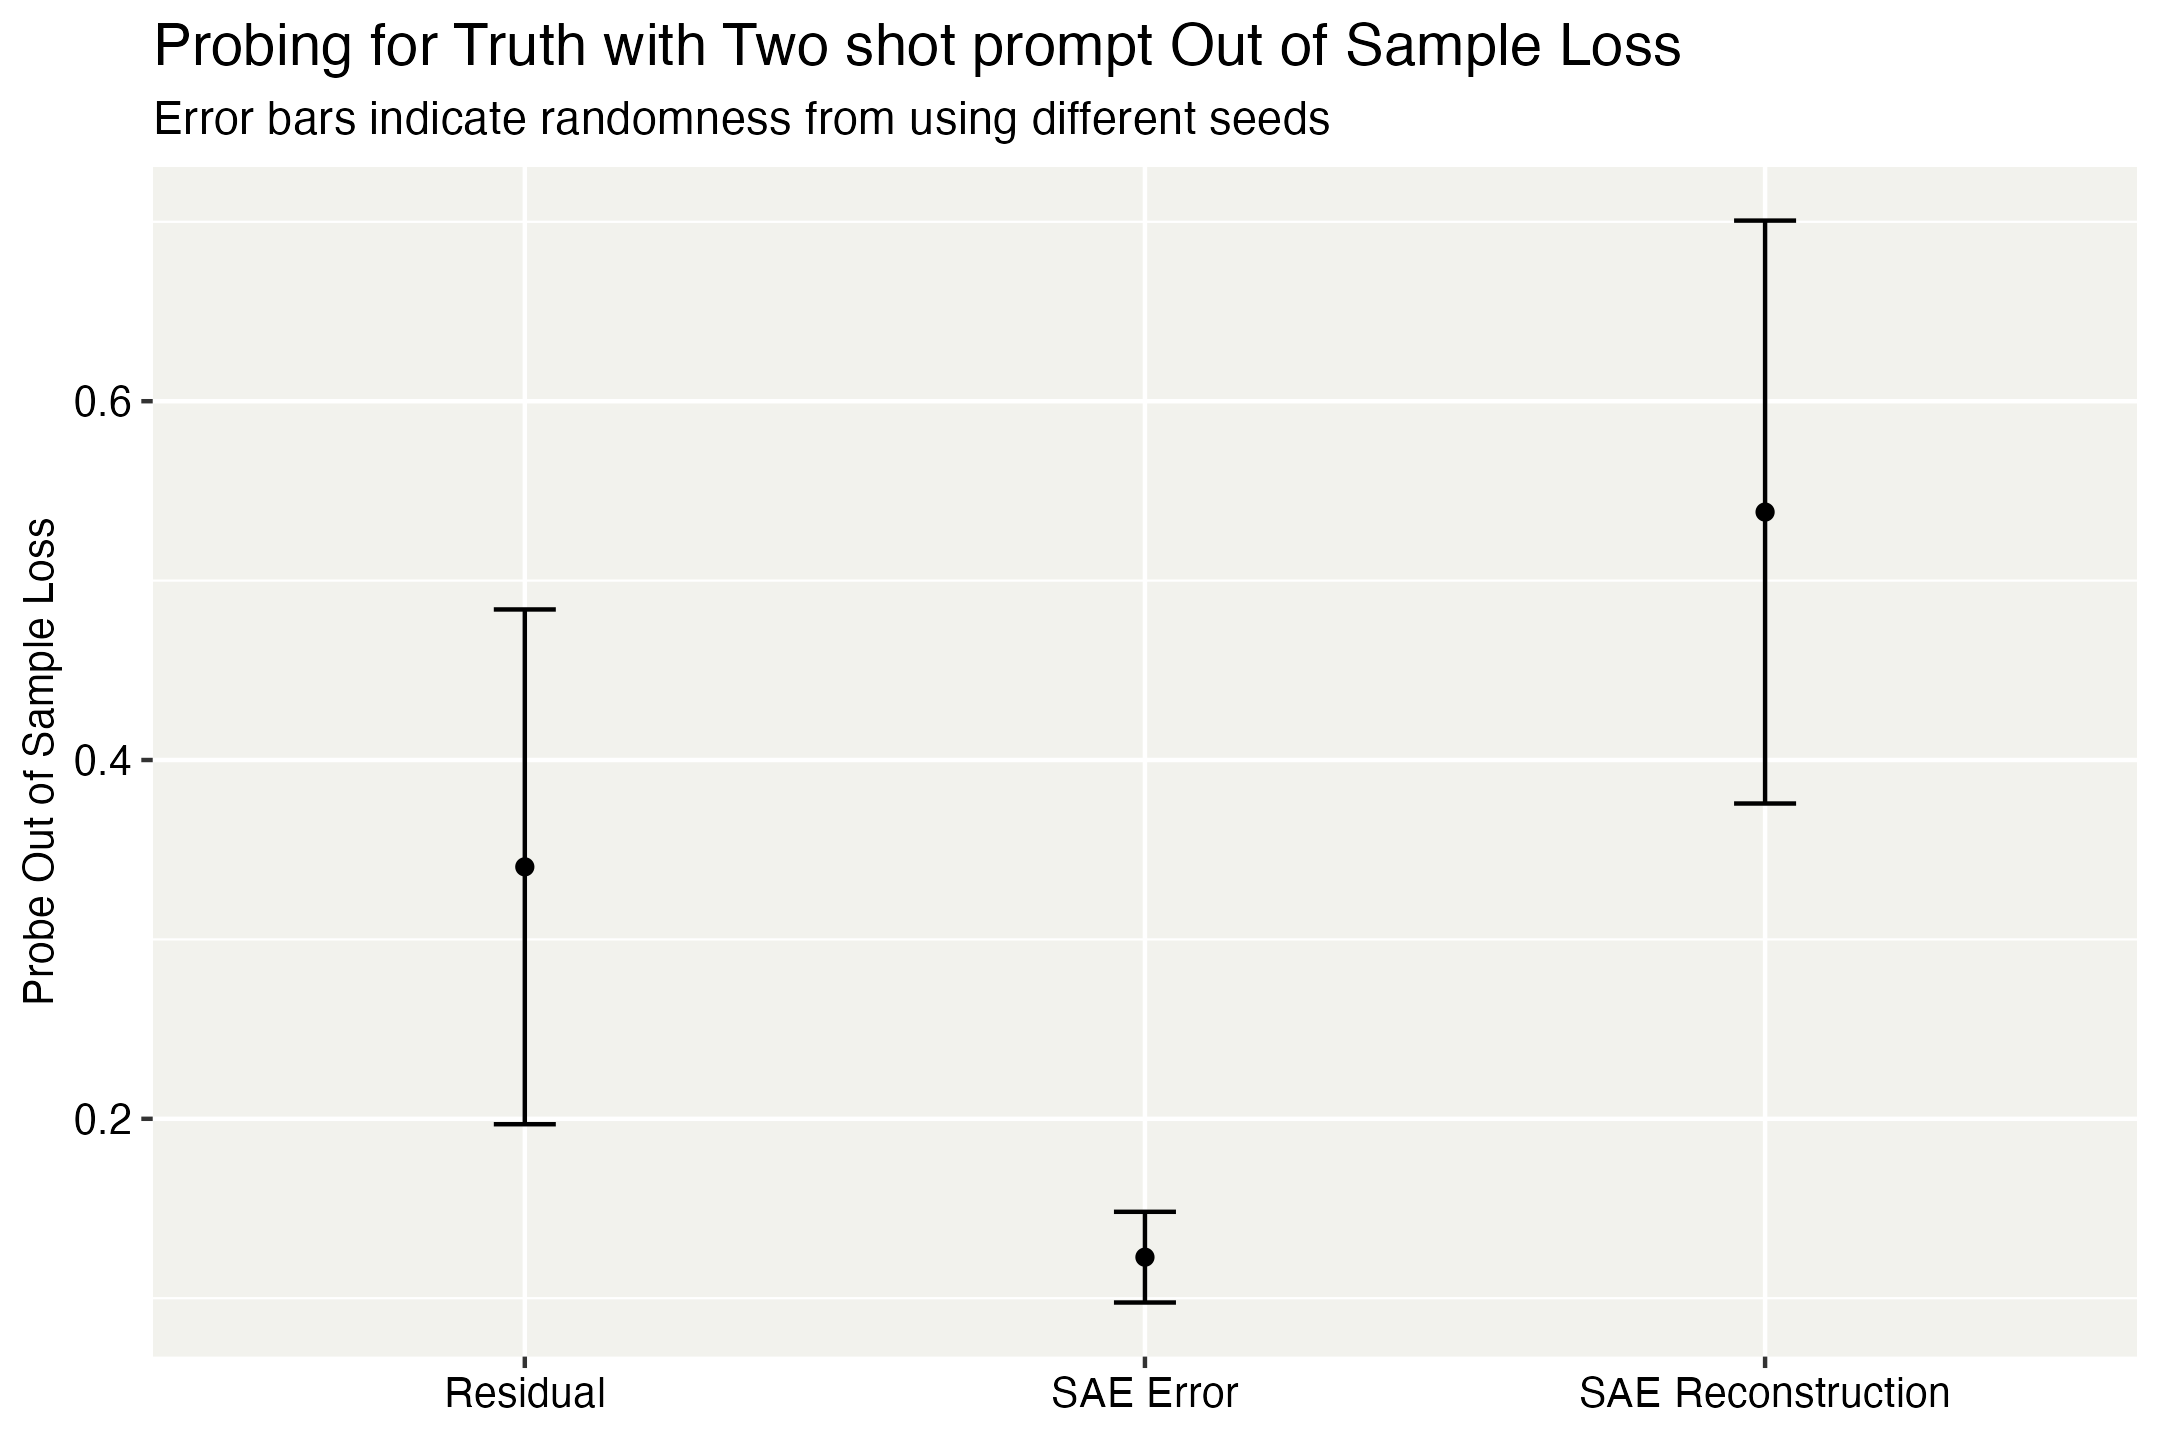 Probing for Truth with Two shot prompt Out of Sample Loss
Error bars indicate randomness from using different seeds
Probe Out of Sample Loss
0.6
0.4
0.2
Residual
SAE Error
SAE Reconstruction